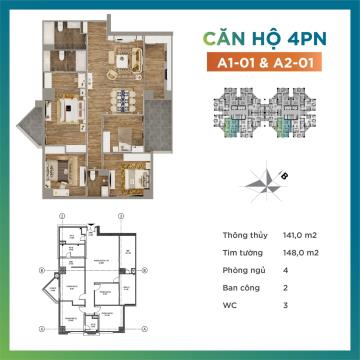 CĂN HỘ 4PN
A1-01 & A2-01
B
Thông thủy 141,0 m2
Tim tường 148,0 m2
Phòng ngủ 4
Ban công 2
WC 3